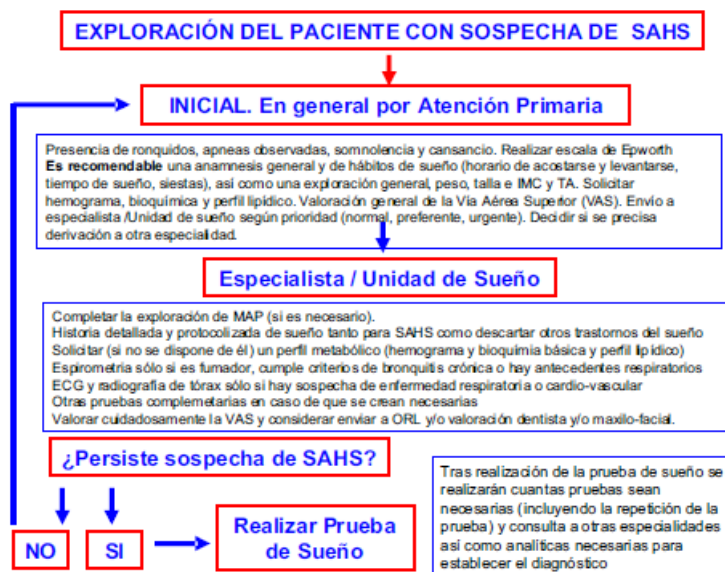 EXPLORACIÓN DEL PACIENTE CON SOSPECHA DE SAHS
INICIAL. En general por Atención Primaria
Presencia de ronquidos, apneas observadas, somnolencia y cansancio. Realizar escala de Epworth
Es recomendable una anamnesis general y de hábitos de sueño (horario de acostarse y levantarse,
tiempo de sueño, siestas), así como una exploración general, peso, talla e IMC y TA. Solicitar
hemograma, bioquímica y perfil lipídico. Valoración general de la Vía Aérea Superior (VAS). Envío a
especialista /Unidad de sueño según prioridad (normal, preferente, urgente). Decidir si se precisa
derivación a otra especialidad.
Especialista / Unidad de Sueño
Completar la exploración de MAP (si es necesario).
Historia detallada y protocolizada de sueño tanto para SAHS como descartar otros trastornos del sueño
Solicitar (si no se dispone de él) un perfil metabólico (hemograma y bioquimia básica y perfil lipídico)
Espirometria sólo si es fumador, cumple criterios de bronquitis crónica o hay antecedentes respiratorios
ECG y radiografía de tórax sólo si hay sospecha de enfermedad respiratoria o cardio-vascular
Otras pruebas complemetarias en caso de que se crean necesarias
Valorar cuidadosamente la VAS y considerar enviar a ORL y/o valoración dentista y/o maxilo-facial.
¿Persiste sospecha de SAHS?
NO
SI
Realizar Prueba
de Sueño
Tras realización de la prueba de sueño se
realizarán cuantas pruebas sean
necesarias (incluyendo la repetición de la
prueba) y consulta a otras especialidades
así como analíticas necesarias para
establecer el diagnóstico